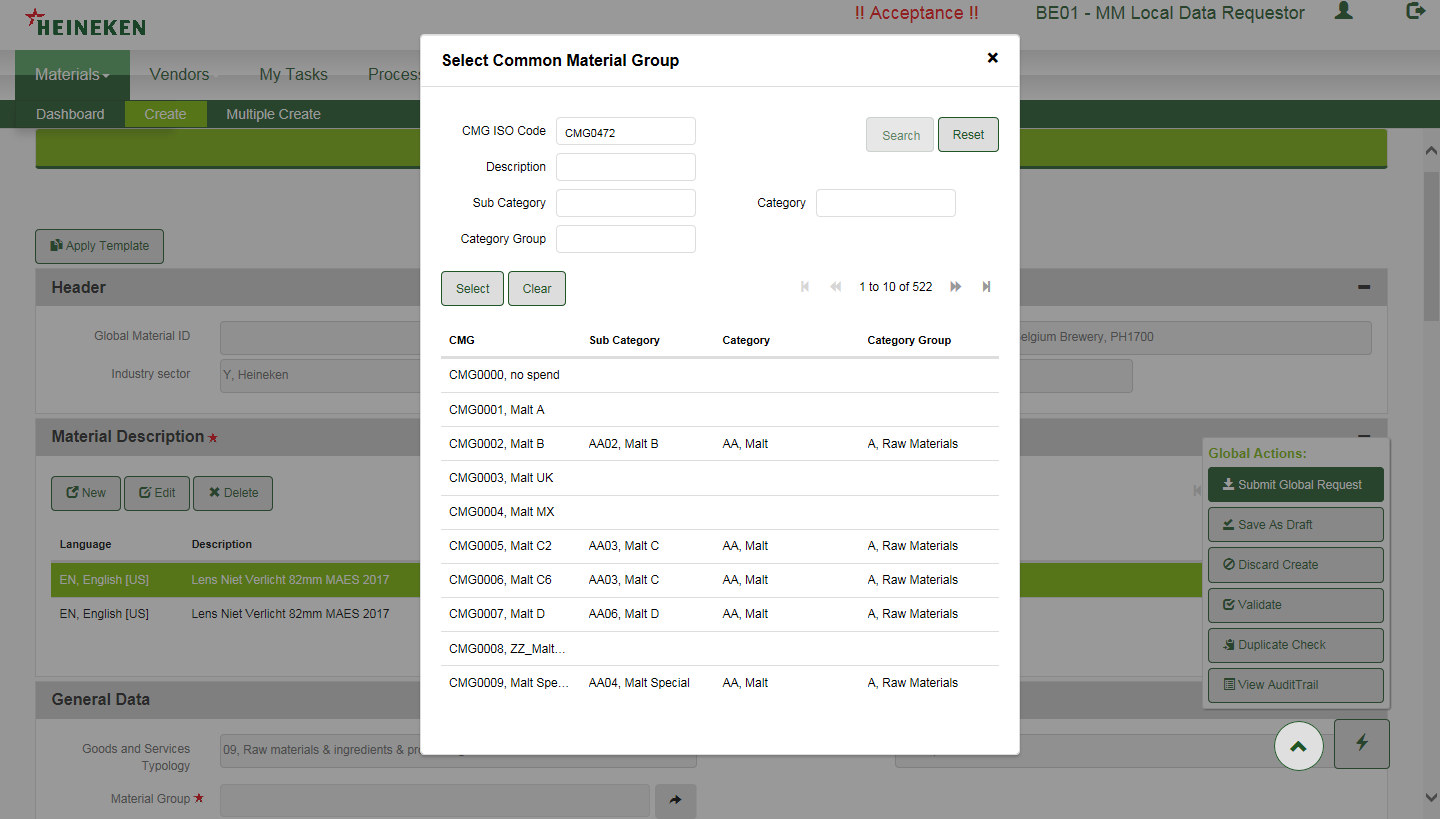 HEINEKEN
!! Acceptance !!
BE01 - MM Local Data Requestor
Materials
Vendors
My Tasks
Proces
Dashboard
Create
Multiple Create
Select Common Material Group
CMG ISO Code
CMG0472
Search
Reset
Description
Sub Category
Category
Category Group
Select
Clear
1 to 10 of 522
CMG Sub Category Category Category Group
CMG0000, no spend
CMG0001, Malt A
CMG0002, Malt B AA02, Malt B AA, Malt A, Raw Materials
CMG0003, Malt UK
CMG0004, Malt MX
CMG0005, Malt C2 AA03, Malt C AA, Malt A, Raw Materials
CMG0006, Malt C6 AA03, Malt C AA, Malt A, Raw Materials
CMG0007, Malt D AA06, Malt D AA, Malt A, Raw Materials
CMG0008, ZZ_Malt...
CMG0009, Malt Spe... AA04, Malt Special AA, Malt A, Raw Materials
Apply Template
Header
Global Material ID
elgium Brewery, PH1700
Industry sector
Y, Heineken
Material Description
New
Edit
Delete
Language Description
EN, English [US] Lens Niet Verlicht 82mm MAES 2017
EN, English [US] Lens Niet Verlicht 82mm MAES 2017
General Data
Goods and Services
Typology
09, Raw materials & ingredients & pro
Material Group
Global Actions:
Submit Global Request
Save As Draft
Discard Create
Validate
Duplicate Check
View AuditTrail